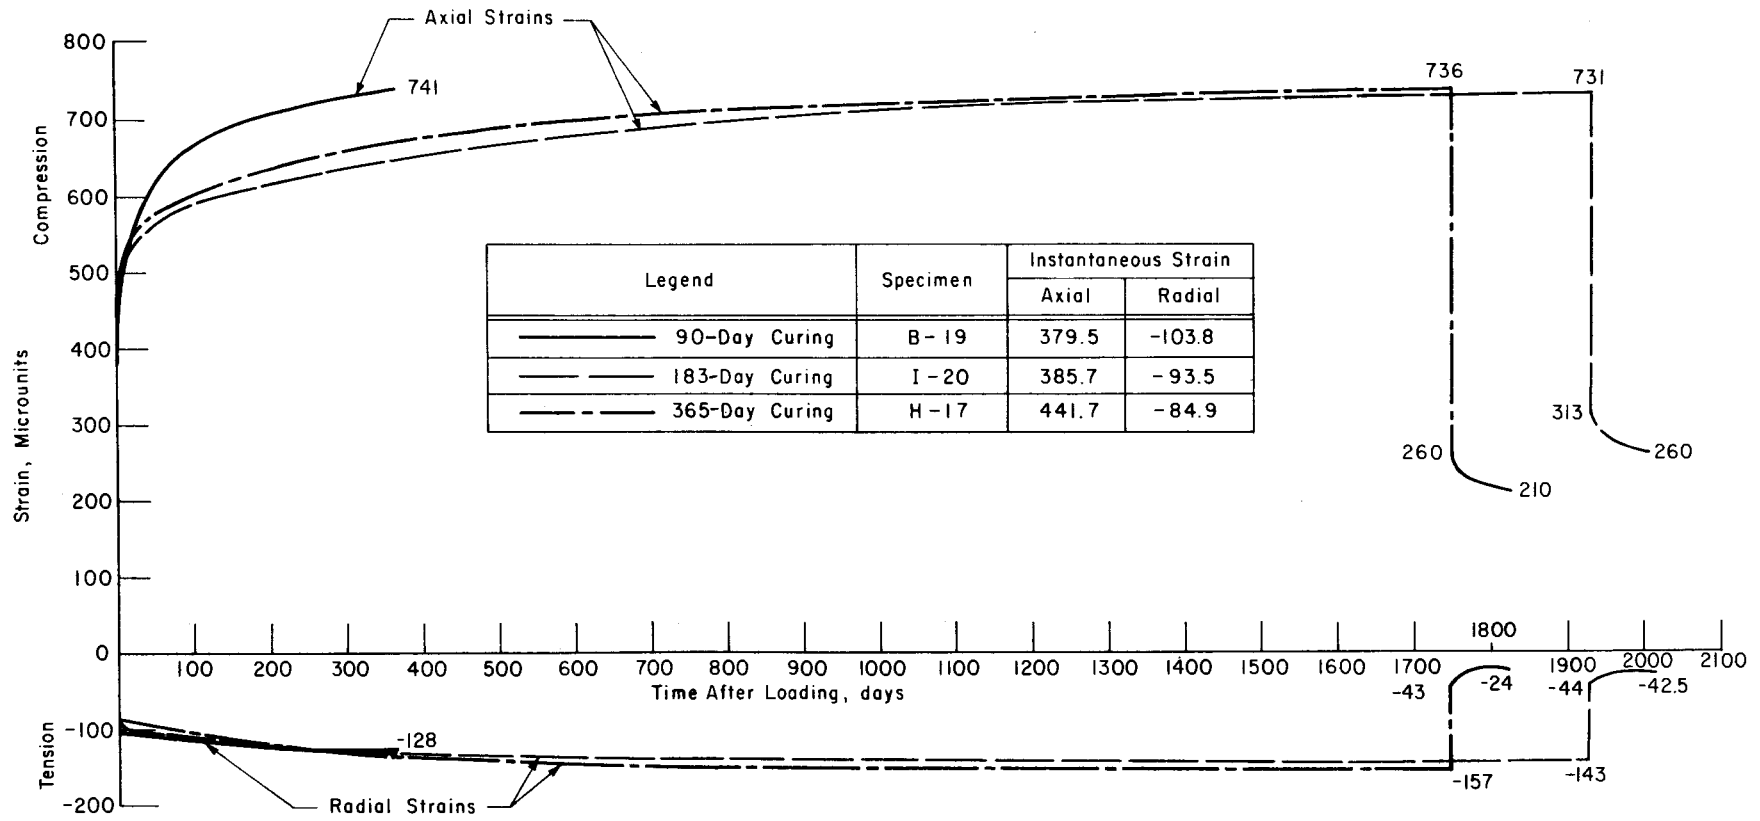 Axial Strains
800
700
600
500
400
300
200
100
0
-100
-200
Compression
Strain, Microunits
Tension
741
736
731
Legend
Specimen
Instantaneous Strain
Axial
Radial
90-Day Curing
B-19
379.5
-103.8
183-Day Curing
I-20
385.7
-93.5
365-Day Curing
H-17
441.7
-84.9
313
260
260
210
100 200 300 400 500 600 700 800 900 1000 1100 1200 1300 1400 1500 1600 1700 1800 1900 2000 2100
Time After Loading, days
-43
-24
-44
-42.5
-128
-157
-143
Radial Strains